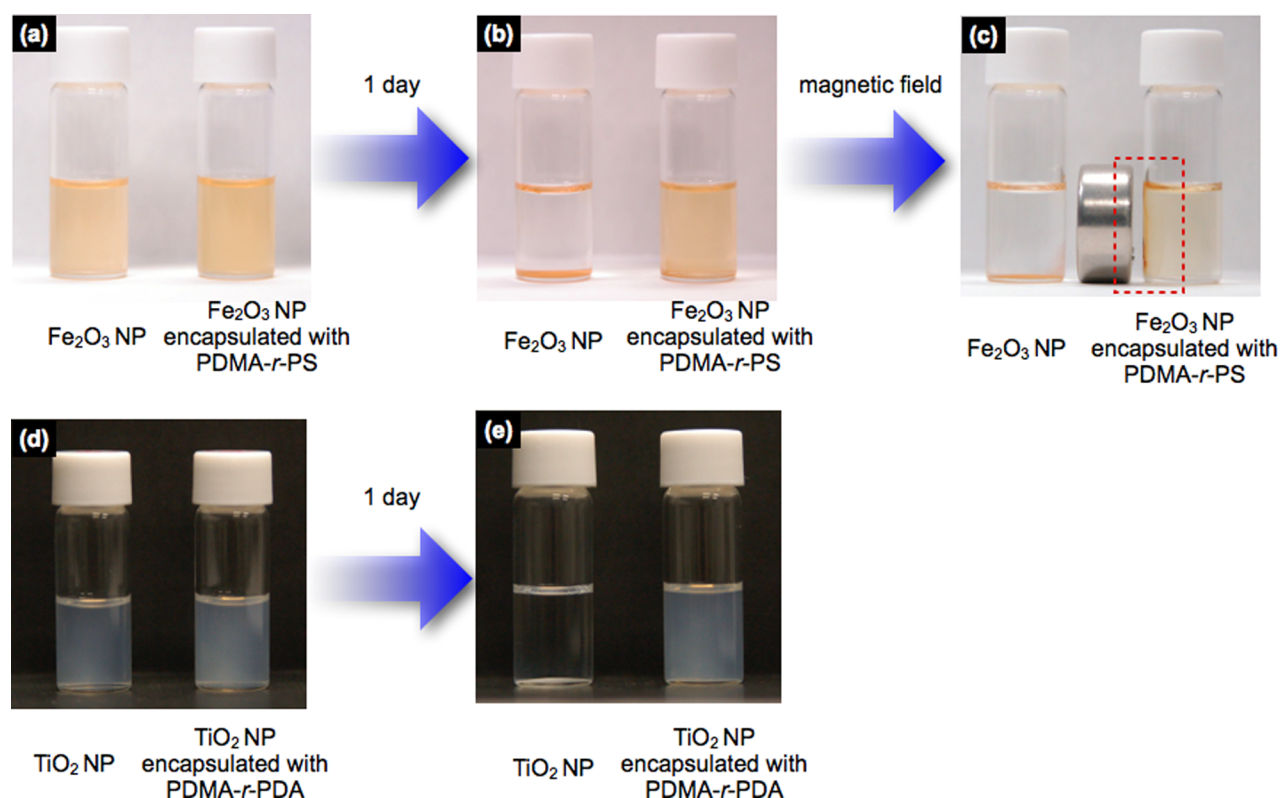 (a)
(b)
(c)
1 day
magnetic field
Fe₂O₃ NP
Fe₂O₃ NP
encapsulated with
PDMA-r-PS
Fe₂O₃ NP
Fe₂O₃ NP
encapsulated with
PDMA-r-PS
Fe₂O₃ NP
Fe₂O₃ NP
encapsulated with
PDMA-r-PS
(d)
(e)
1 day
TiO₂ NP
TiO₂ NP
encapsulated with
PDMA-r-PDA
TiO₂ NP
TiO₂ NP
encapsulated with
PDMA-r-PDA